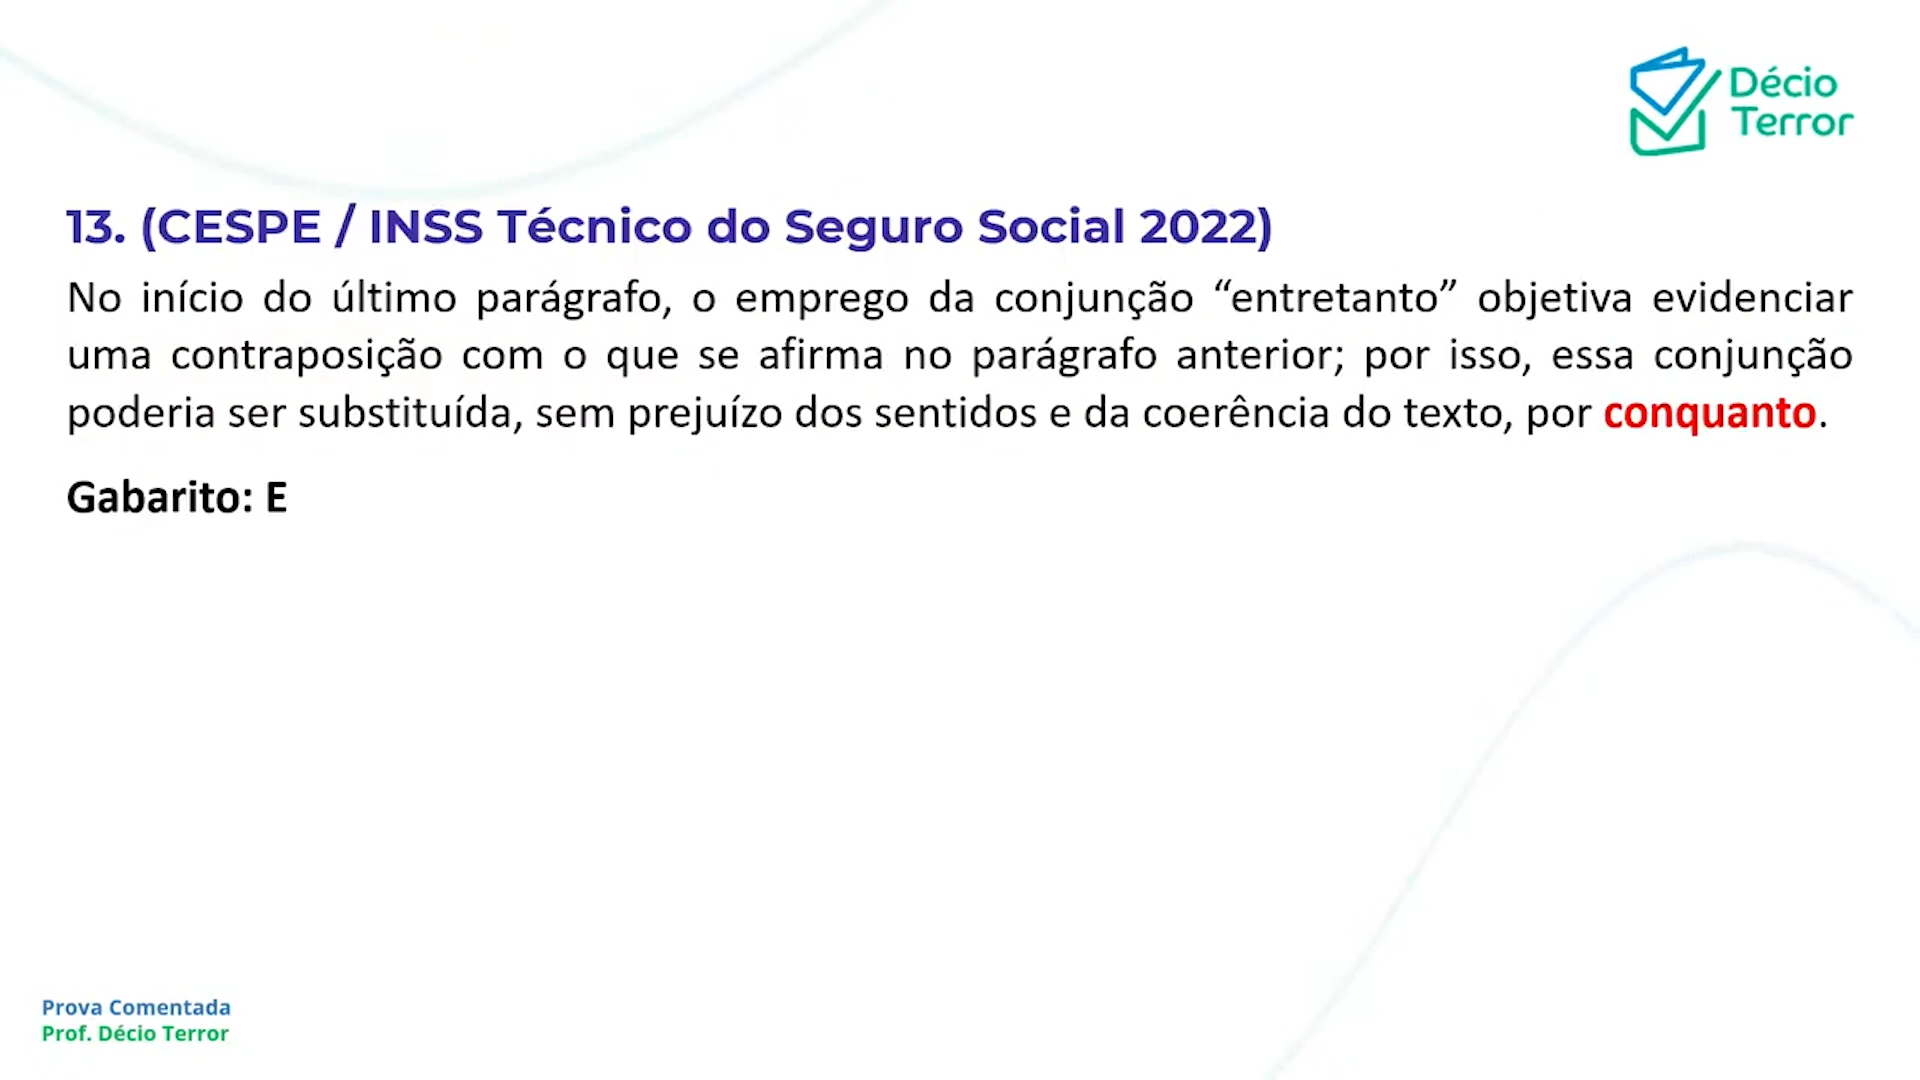 Décio
Terror
13. (CESPE / INSS Técnico do Seguro Social 2022)
No início do último parágrafo, o emprego da conjunção “entretanto” objetiva evidenciar
uma contraposição com o que se afirma no parágrafo anterior; por isso, essa conjunção
poderia ser substituída, sem prejuízo dos sentidos e da coerência do texto, por conquanto.
Gabarito: E
Prova Comentada
Prof. Décio Terror